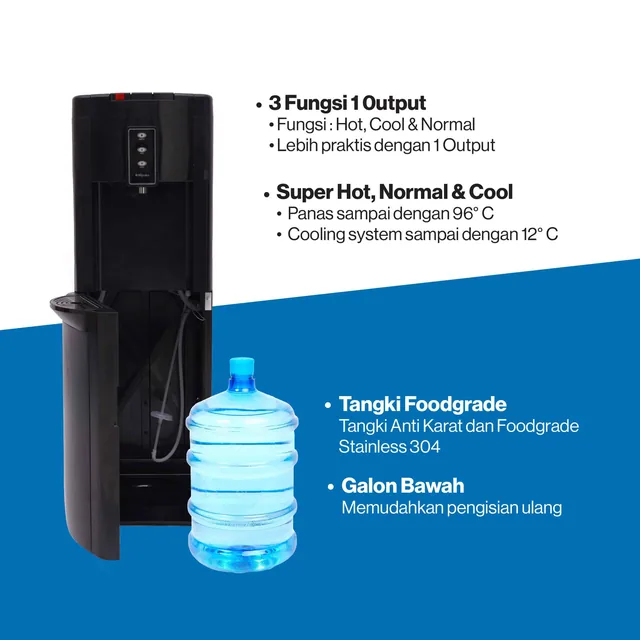 • 3 Fungsi 1 Output
• Fungsi : Hot, Cool & Normal
• Lebih praktis dengan 1 Output
• Super Hot, Normal & Cool
• Panas sampai dengan 96° C
• Cooling system sampai dengan 12° C
• Tangki Foodgrade
Tangki Anti Karat dan Foodgrade
Stainless 304
• Galon Bawah
Memudahkan pengisian ulang